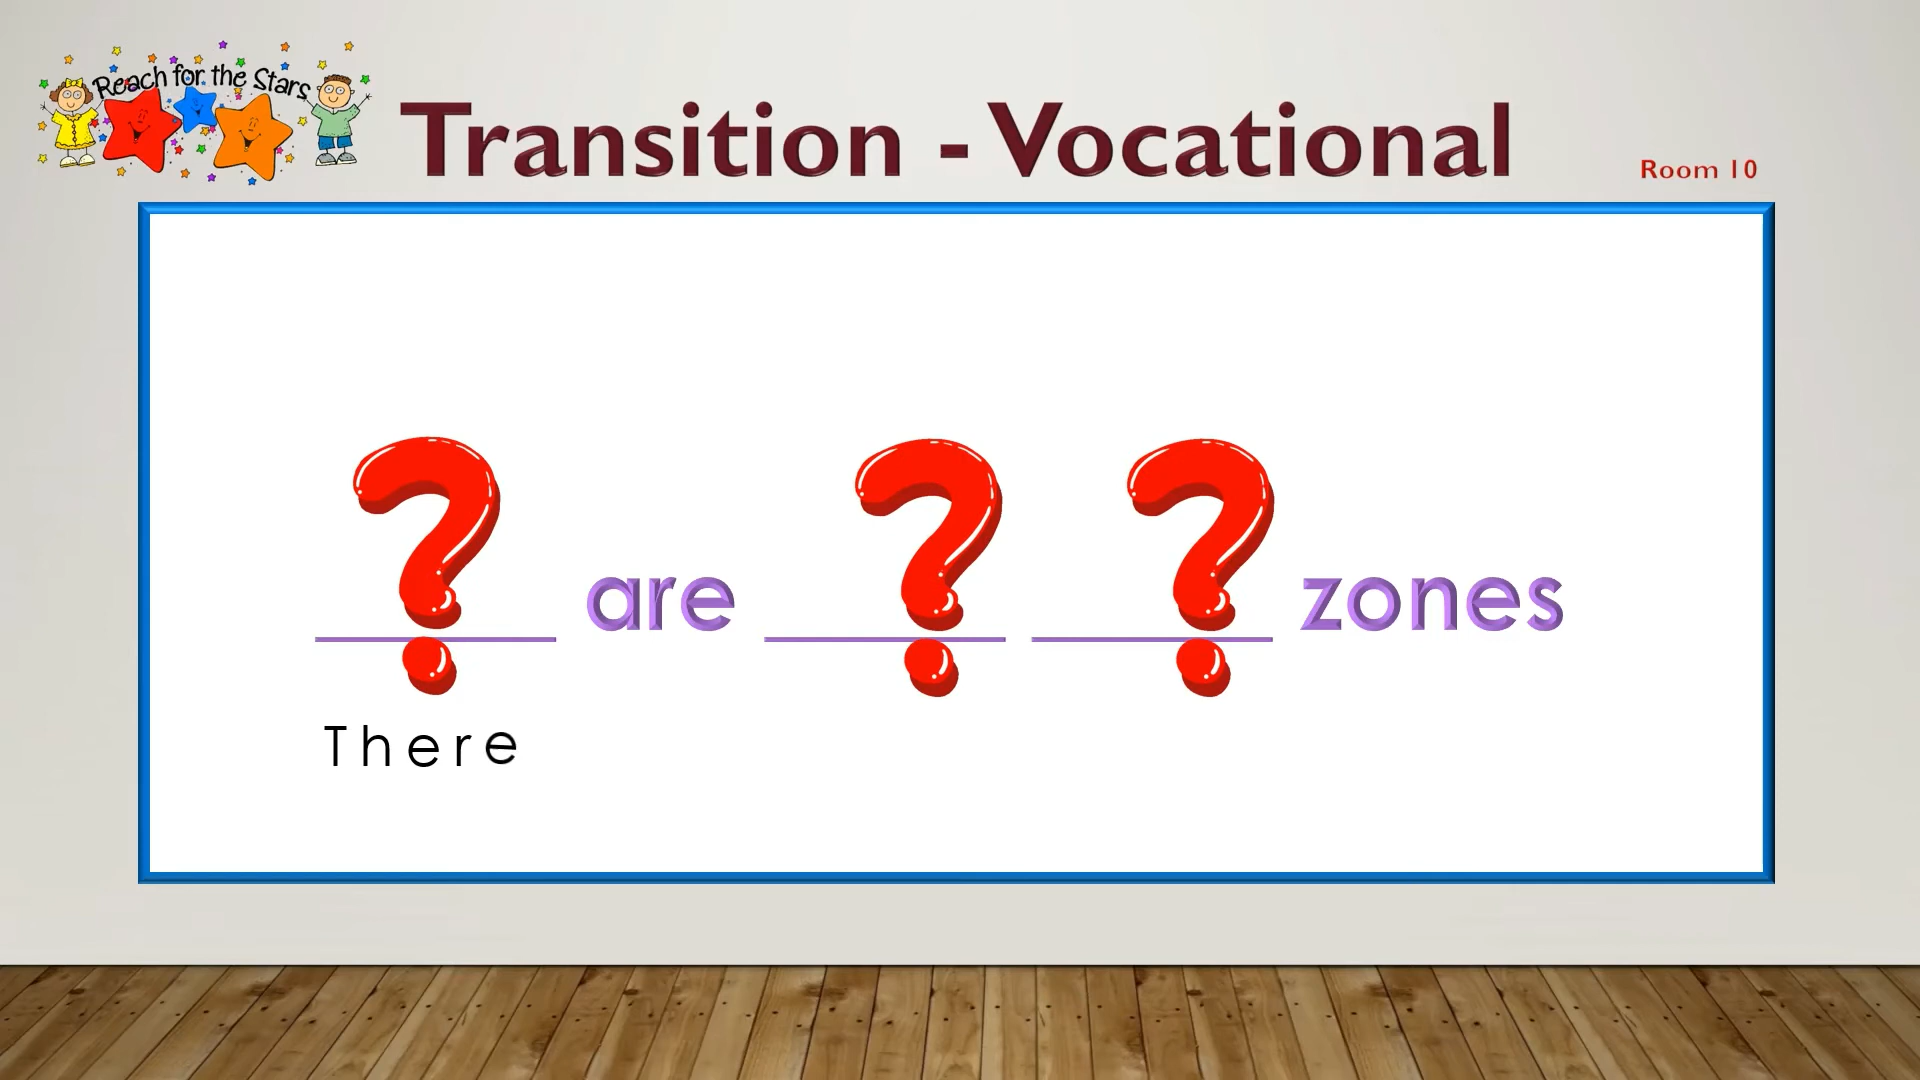 Reach for the Stars
Transition - Vocational
Room 10
? are ? ? zones
There